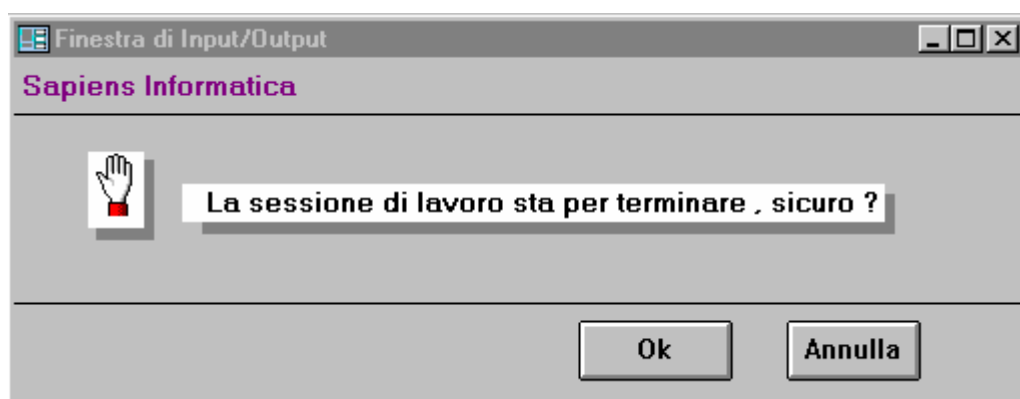 Finestra di Input/Output
Sapiens Informatica
La sessione di lavoro sta per terminare , sicuro ?
Ok Annulla